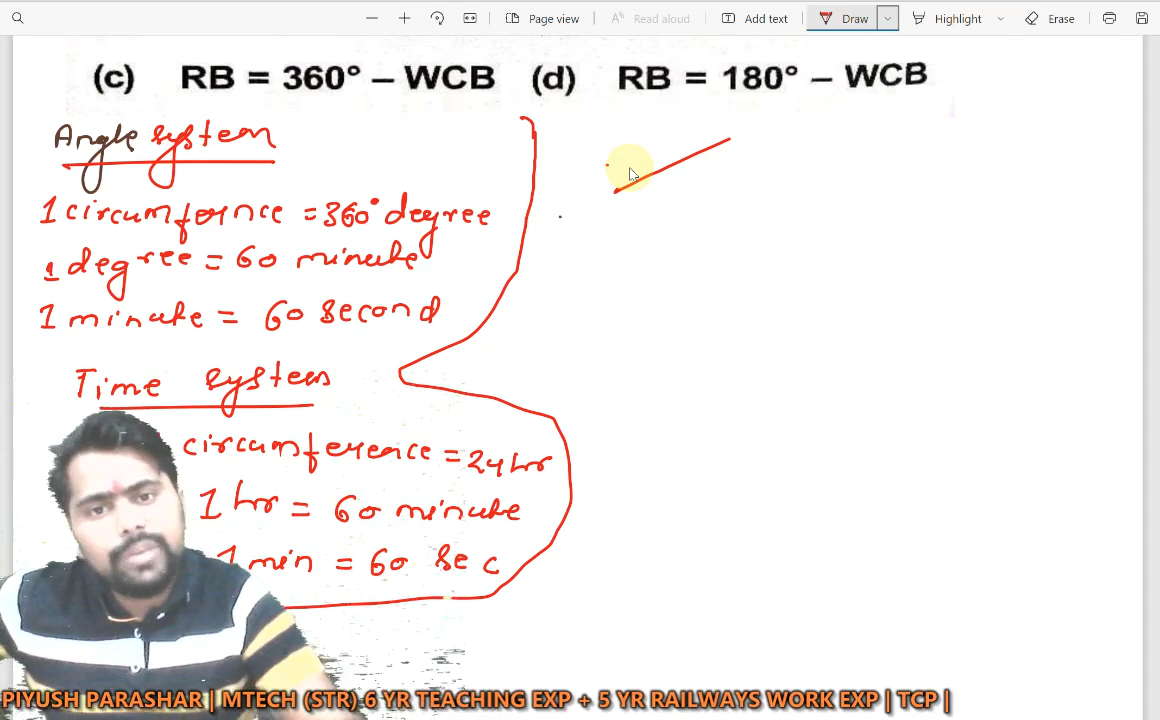 Page view
Read aloud
Add text
Draw
Highlight
Erase
(c) RB = 360° – WCB (d) RB = 180° – WCB
Angle system
1 circumfernce = 360° degree
1 degree = 60 minute
1 minute = 60 second
Time system
circumference = 24 hr
1 hr = 60 minute
1 min = 60 sec
PIYUSH PARASHAR | MTECH (STR) 6 YR TEACHING EXP + 5 YR RAILWAYS WORK EXP | TCP |